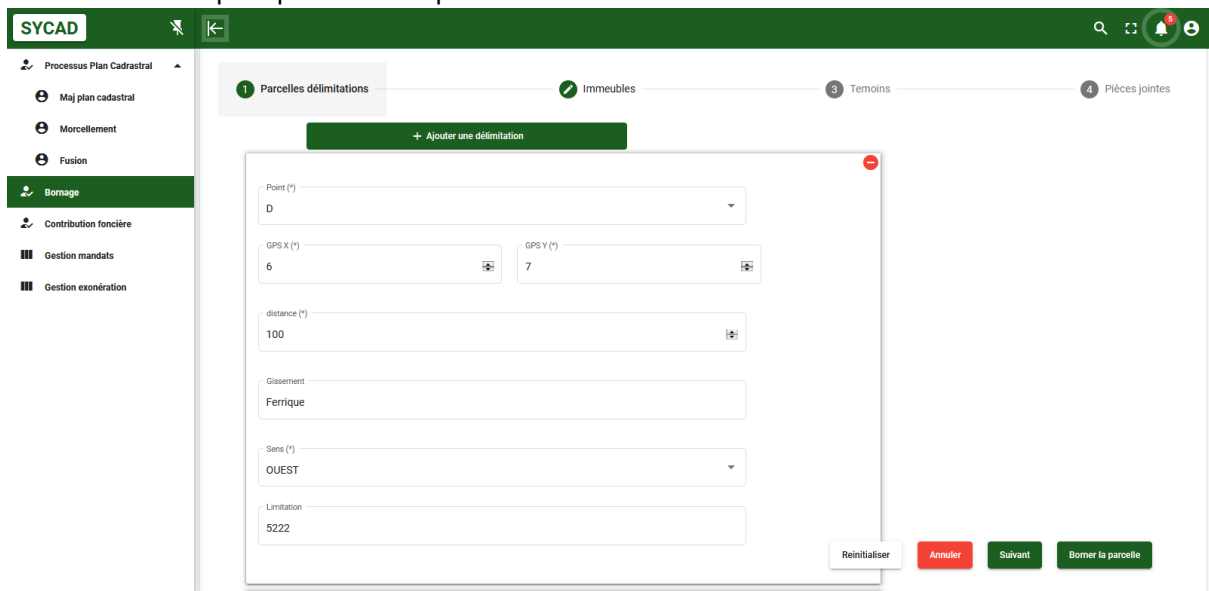 SYCAD
5
Processus Plan Cadrastral
Maj plan cadastral
Morcellement
Fusion
Bornage
Contribution foncière
Gestion mandats
Gestion exonération
1 Parcelles délimitations
Immeubles
3 Temoins
4 Pièces jointes
+ Ajouter une délimitation
Point (*)
D
GPS X (*)
6
GPS Y (*)
7
distance (*)
100
Gissement
Ferrique
Sens (*)
OUEST
Limitation
5222
Reinitialiser
Annuler
Suivant
Borner la parcelle